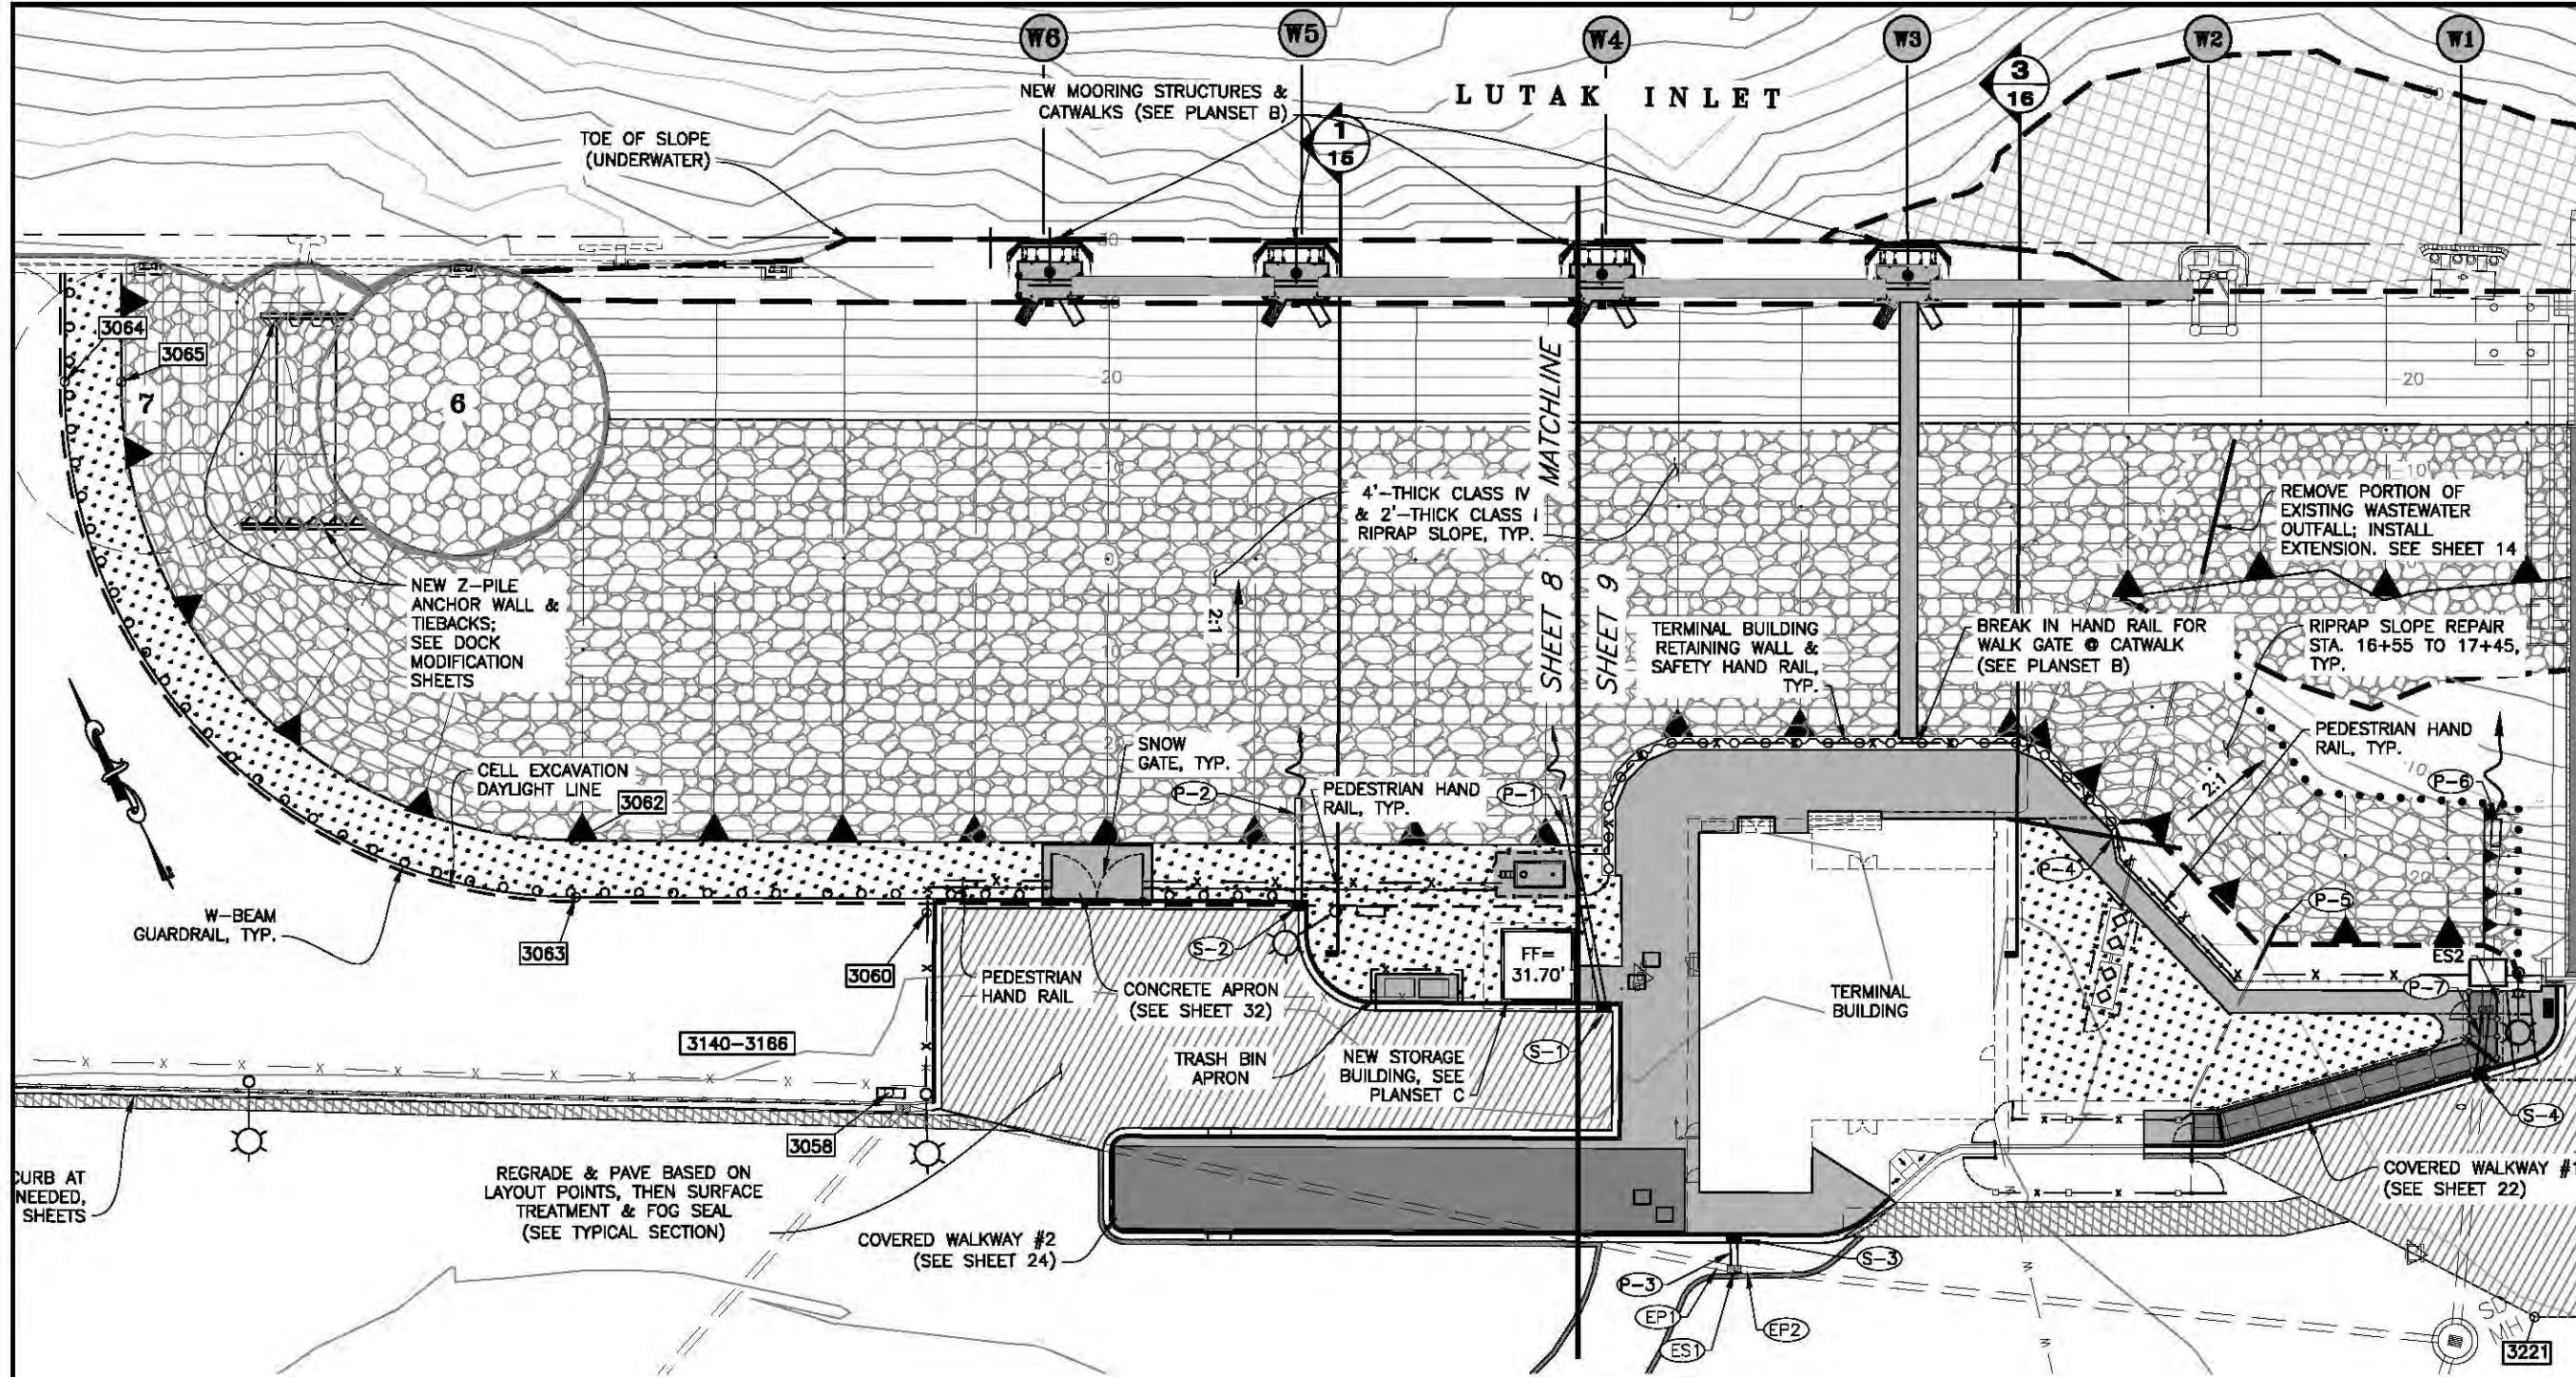 W6
W5
W4
W3
W2
W1
3
16
NEW MOORING STRUCTURES &
CATWALKS (SEE PLANSET B)
LUTAK INLET
1
15
TOE OF SLOPE
(UNDERWATER)
30
20
20
3064
3065
7
6
MATCHLINE
SHEET 8
SHEET 9
4'-THICK CLASS IV
& 2'-THICK CLASS I
RIPRAP SLOPE, TYP.
10
REMOVE PORTION OF
EXISTING WASTEWATER
OUTFALL; INSTALL
EXTENSION. SEE SHEET 14
NEW Z-PILE
ANCHOR WALL &
TIEBACKS;
SEE DOCK
MODIFICATION
SHEETS
2:1
TERMINAL BUILDING
RETAINING WALL &
SAFETY HAND RAIL,
TYP.
BREAK IN HAND RAIL FOR
WALK GATE @ CATWALK
(SEE PLANSET B)
RIPRAP SLOPE REPAIR
STA. 16+55 TO 17+45,
TYP.
PEDESTRIAN HAND
RAIL, TYP.
2:1
10
P-6
SNOW
GATE, TYP.
CELL EXCAVATION
DAYLIGHT LINE
3062
P-2
PEDESTRIAN HAND
RAIL, TYP.
P-1
P-4
P-5
20
W-BEAM
GUARDRAIL, TYP.
3063
3060
PEDESTRIAN
HAND RAIL
CONCRETE APRON
(SEE SHEET 32)
S-2
FF=
31.70'
TERMINAL
BUILDING
ES2
P-7
3140-3166
TRASH BIN
APRON
NEW STORAGE
BUILDING, SEE
PLANSET C
S-1
S-4
3058
CURB AT
NEEDED,
SHEETS
REGRADE & PAVE BASED ON
LAYOUT POINTS, THEN SURFACE
TREATMENT & FOG SEAL
(SEE TYPICAL SECTION)
COVERED WALKWAY #2
(SEE SHEET 24)
COVERED WALKWAY #1
(SEE SHEET 22)
S-3
P-3
EP1
EP2
ES1
SD
MH
3221